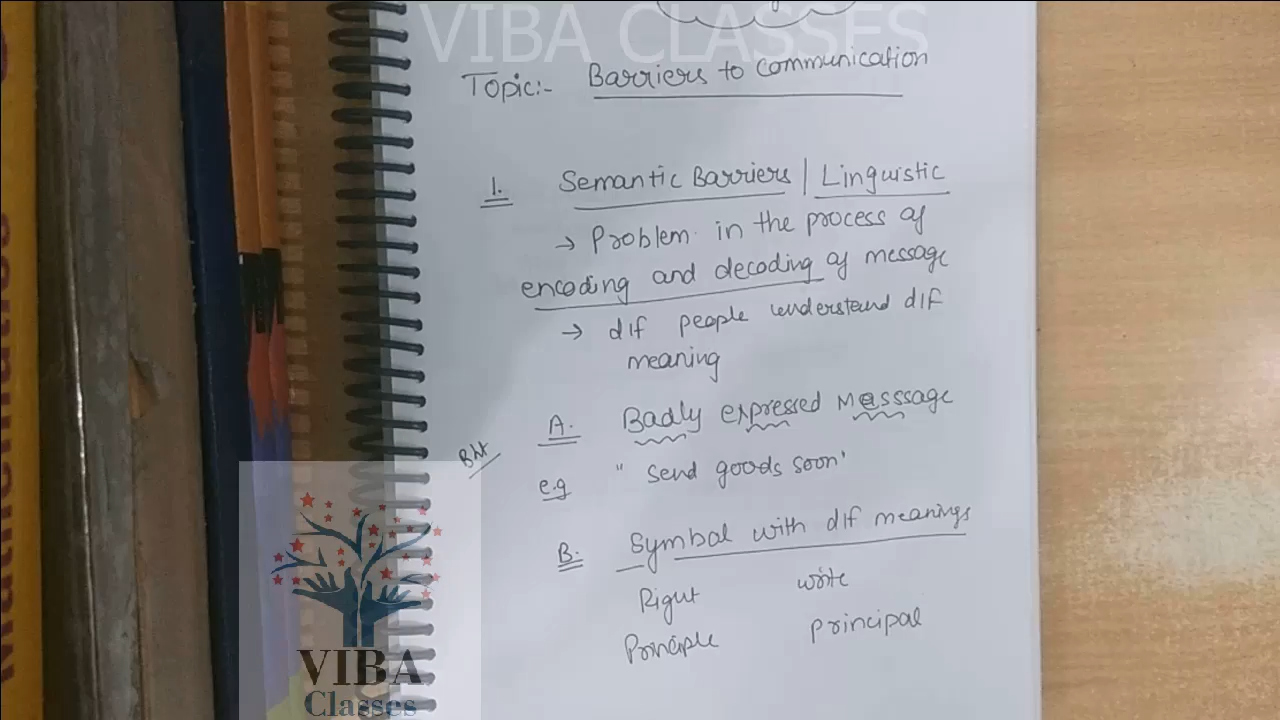 VIBA CLASSES
Topic:- Barriers to Communication
1. Semantic Barriers | Linguistic
→ Problem in the process of
encoding and decoding of message
→ dif people understand dif
meaning
A. Badly expressed Messsage
e.g "send goods soon"
B. Symbal with dif meanings
Right write
Principle principal
VIBA
Classes